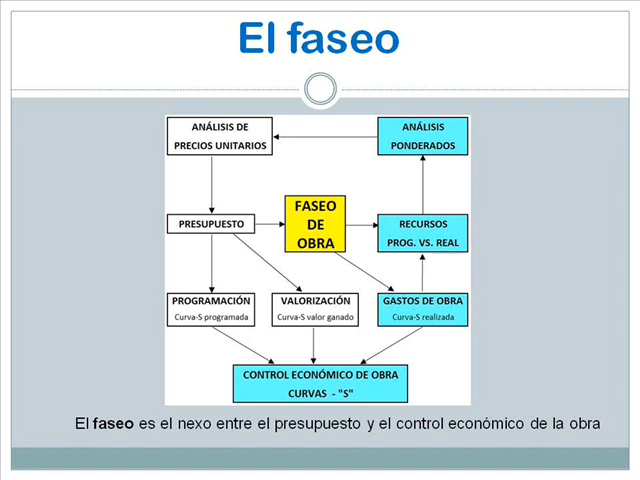 El faseo
ANÁLISIS DE
PRECIOS UNITARIOS
ANÁLISIS
PONDERADOS
PRESUPUESTO
FASEO
DE
OBRA
RECURSOS
PROG. VS. REAL
PROGRAMACIÓN
Curva-S programada
VALORIZACIÓN
Curva-S valor ganado
GASTOS DE OBRA
Curva-S realizada
CONTROL ECONÓMICO DE OBRA
CURVAS - "S"
El faseo es el nexo entre el presupuesto y el control económico de la obra